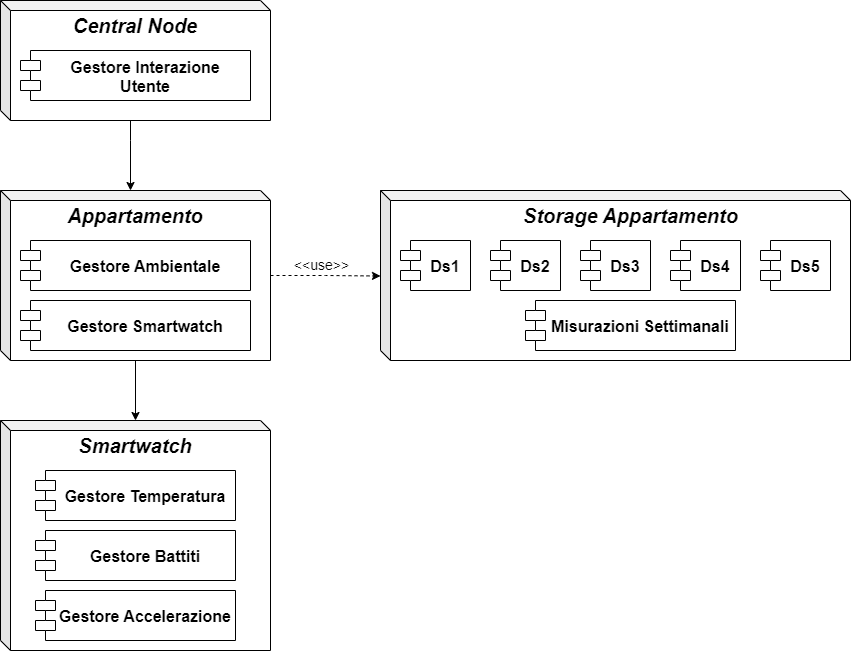 Central Node
Gestore Interazione
Utente
Appartamento
Gestore Ambientale
Gestore Smartwatch
<<use>>
Storage Appartamento
Ds1
Ds2
Ds3
Ds4
Ds5
Misurazioni Settimanali
Smartwatch
Gestore Temperatura
Gestore Battiti
Gestore Accelerazione